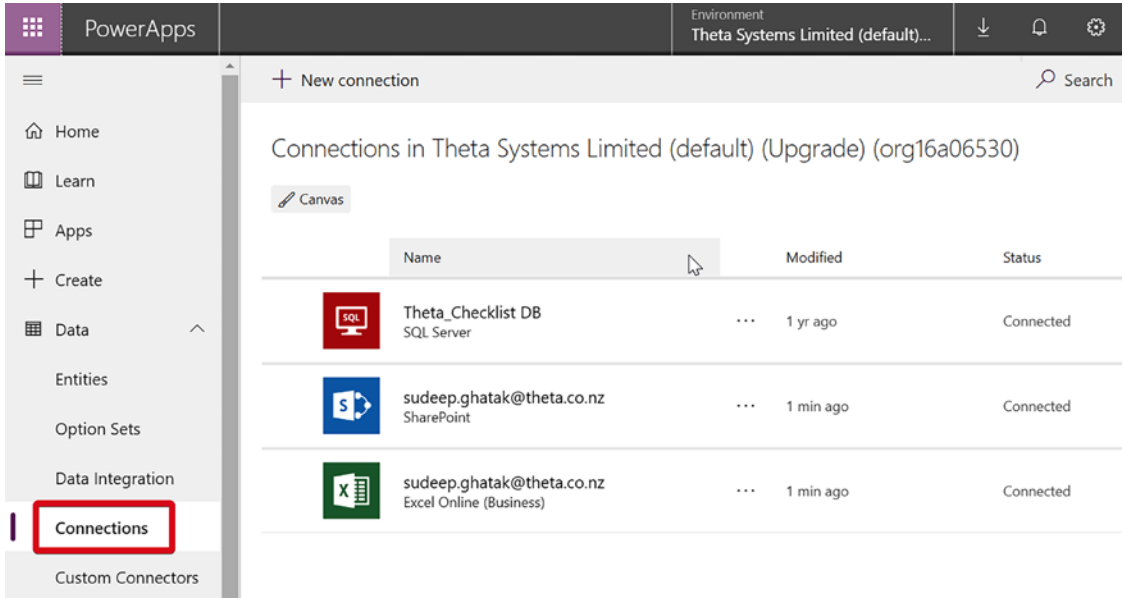 PowerApps
Environment
Theta Systems Limited (default)...
New connection
Search
Home
Learn
Apps
Create
Data
Entities
Option Sets
Data Integration
Connections
Custom Connectors
Connections in Theta Systems Limited (default) (Upgrade) (org16a06530)
Canvas
Name Modified Status
SQL
Theta_Checklist DB ... 1 yr ago Connected
SQL Server
S
sudeep.ghatak@theta.co.nz ... 1 min ago Connected
SharePoint
X
sudeep.ghatak@theta.co.nz ... 1 min ago Connected
Excel Online (Business)